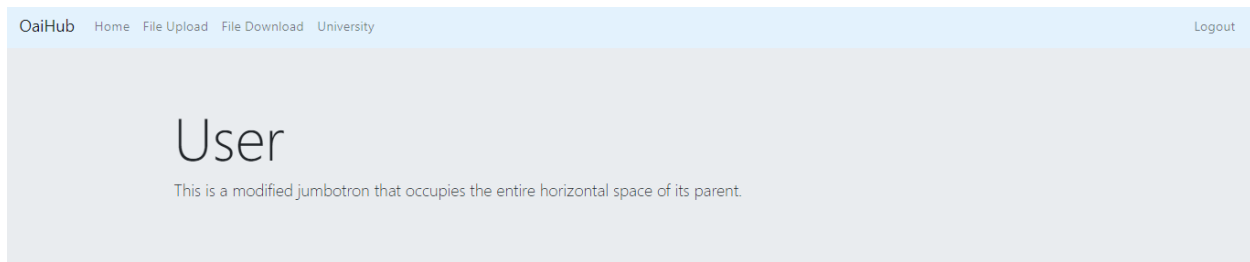 OaiHub Home File Upload File Download University Logout
User
This is a modified jumbotron that occupies the entire horizontal space of its parent.